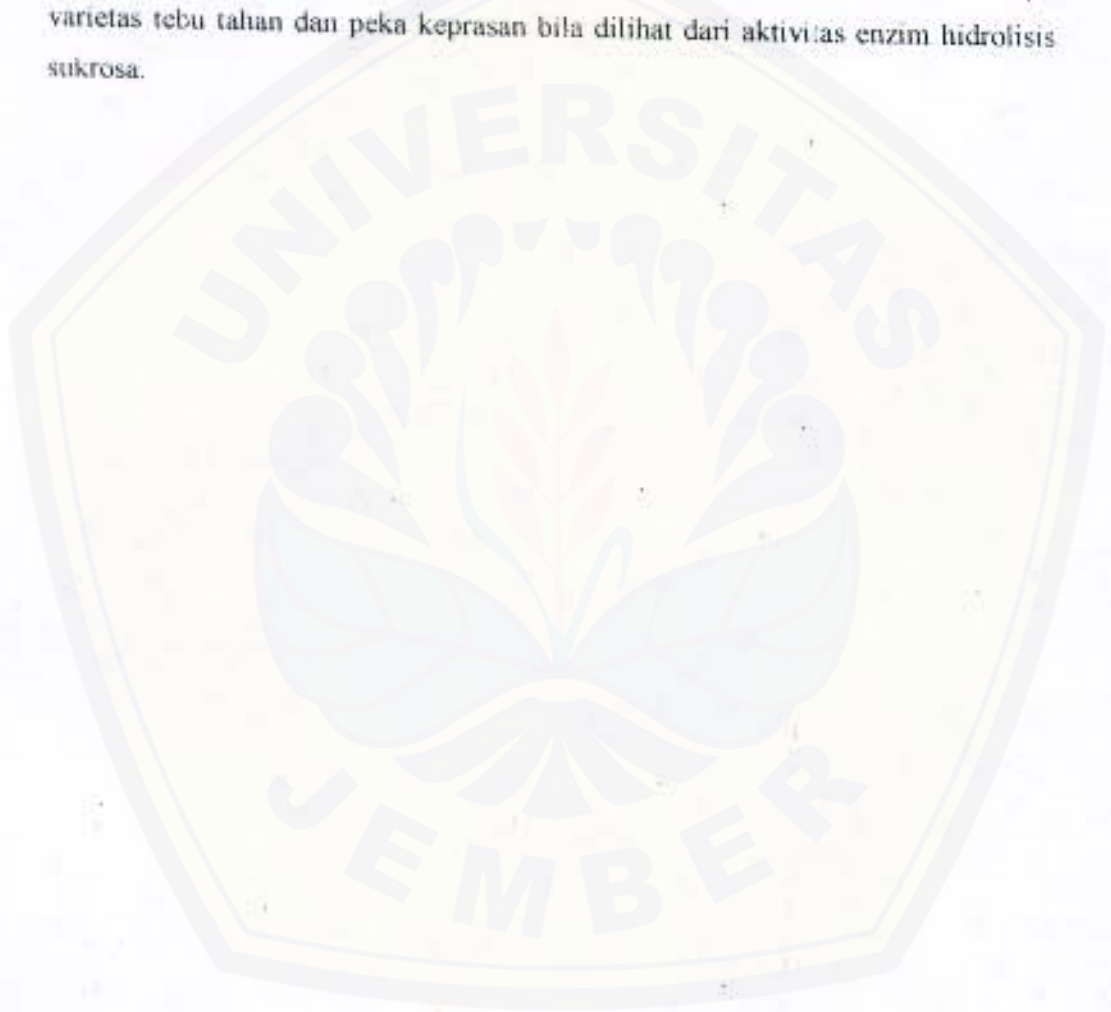 varietas tebu tahan dan peka keprasan bila dilihat dari aktivitas enzim hidrolisis
sukrosa.
UNIVERSITAS
JEMBER